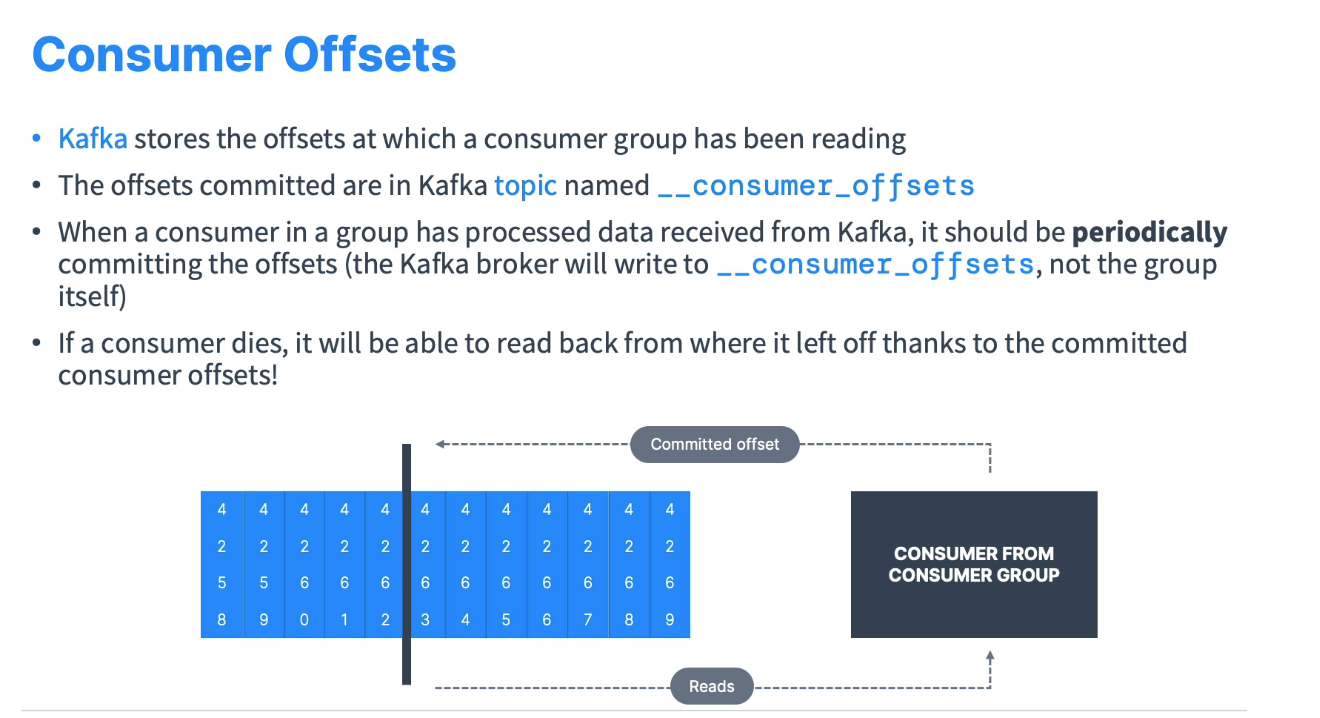 Consumer Offsets
• Kafka stores the offsets at which a consumer group has been reading
• The offsets committed are in Kafka topic named __consumer_offsets
• When a consumer in a group has processed data received from Kafka, it should be periodically
committing the offsets (the Kafka broker will write to __consumer_offsets, not the group
itself)
• If a consumer dies, it will be able to read back from where it left off thanks to the committed
consumer offsets!
Committed offset
4 4 4 4 4 4 4 4 4 4 4 4
2 2 2 2 2 2 2 2 2 2 2 2
5 5 6 6 6 6 6 6 6 6 6 6
8 9 0 1 2 3 4 5 6 7 8 9
CONSUMER FROM
CONSUMER GROUP
Reads